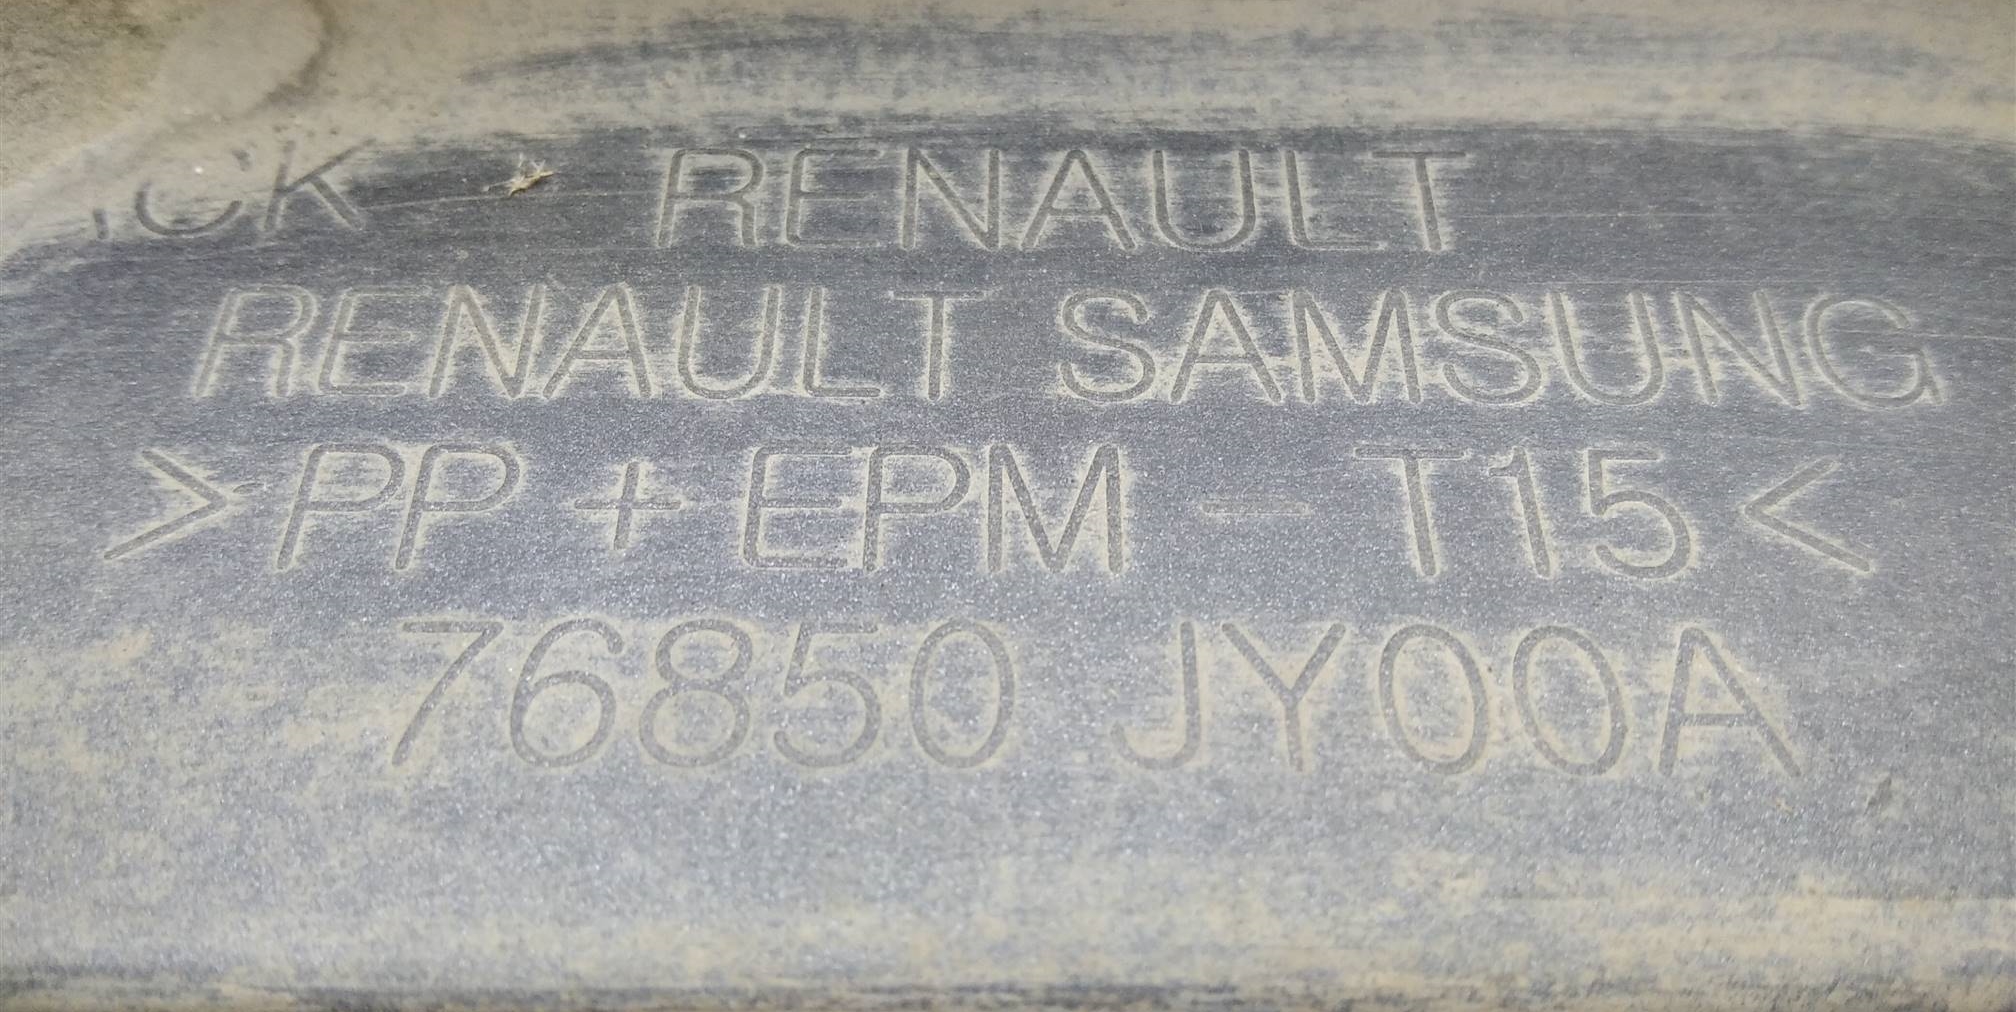 RENAULT
RENAULT SAMSUNG
>PP + EPM - T15<
76850 JY00A